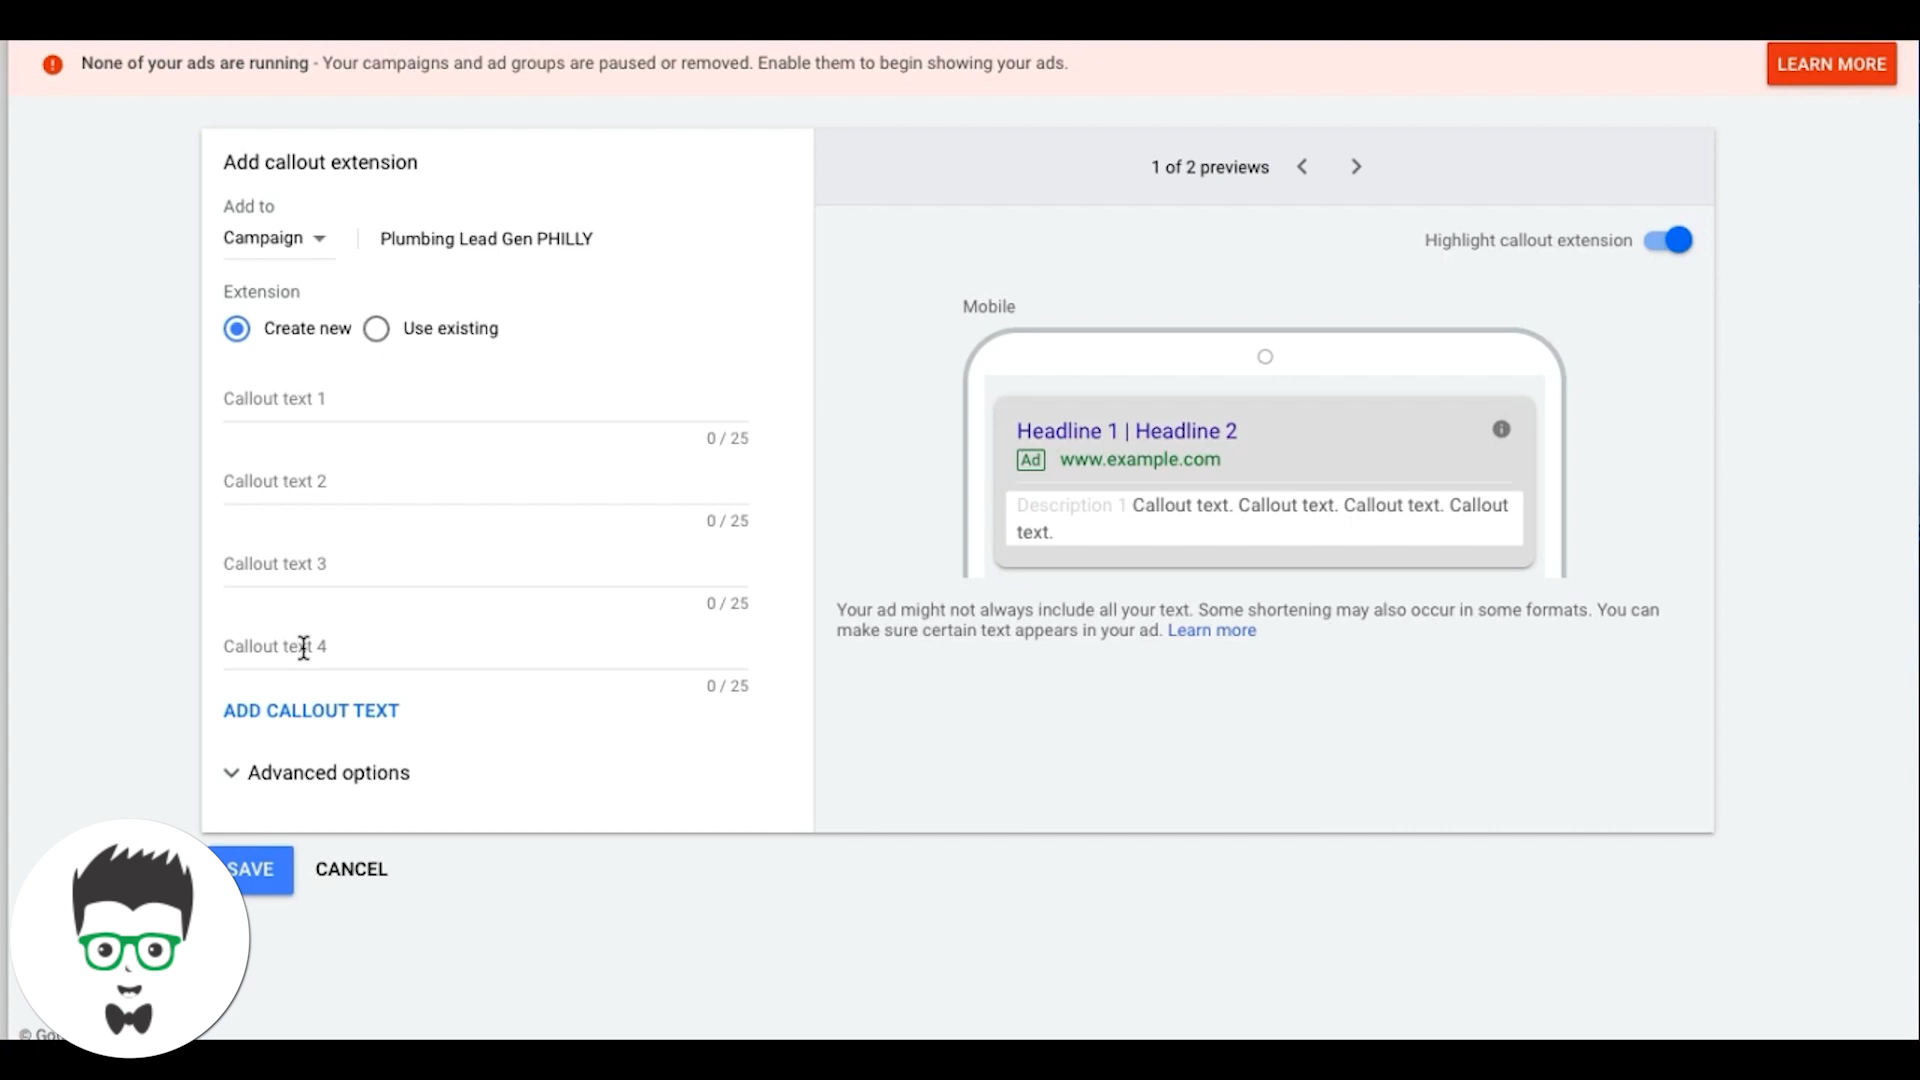 None of your ads are running - Your campaigns and ad groups are paused or removed. Enable them to begin showing your ads.
LEARN MORE
Add callout extension
Add to
Campaign
Plumbing Lead Gen PHILLY
Extension
Create new
Use existing
Callout text 1
0 / 25
Callout text 2
0 / 25
Callout text 3
0 / 25
Callout text 4
0 / 25
ADD CALLOUT TEXT
Advanced options
SAVE
CANCEL
1 of 2 previews
Highlight callout extension
Mobile
Headline 1 | Headline 2
Ad www.example.com
Description 1 Callout text. Callout text. Callout text. Callout
text.
Your ad might not always include all your text. Some shortening may also occur in some formats. You can
make sure certain text appears in your ad. Learn more